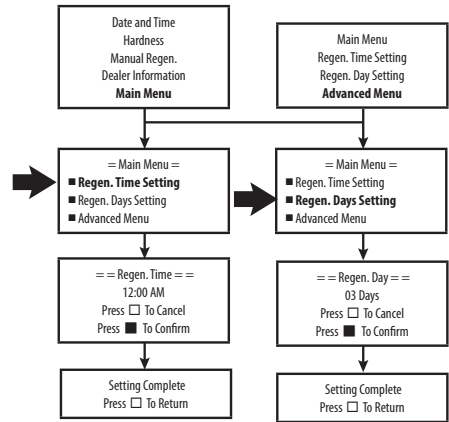 Date and Time
Hardness
Manual Regen.
Dealer Information
Main Menu
Main Menu
Regen. Time Setting
Regen. Day Setting
Advanced Menu
= Main Menu =
■ Regen. Time Setting
■ Regen. Days Setting
■ Advanced Menu
= Main Menu =
■ Regen. Time Setting
■ Regen. Days Setting
■ Advanced Menu
= = Regen. Time = =
12:00 AM
Press □ To Cancel
Press ■ To Confirm
= = Regen. Day = =
03 Days
Press □ To Cancel
Press ■ To Confirm
Setting Complete
Press □ To Return
Setting Complete
Press □ To Return